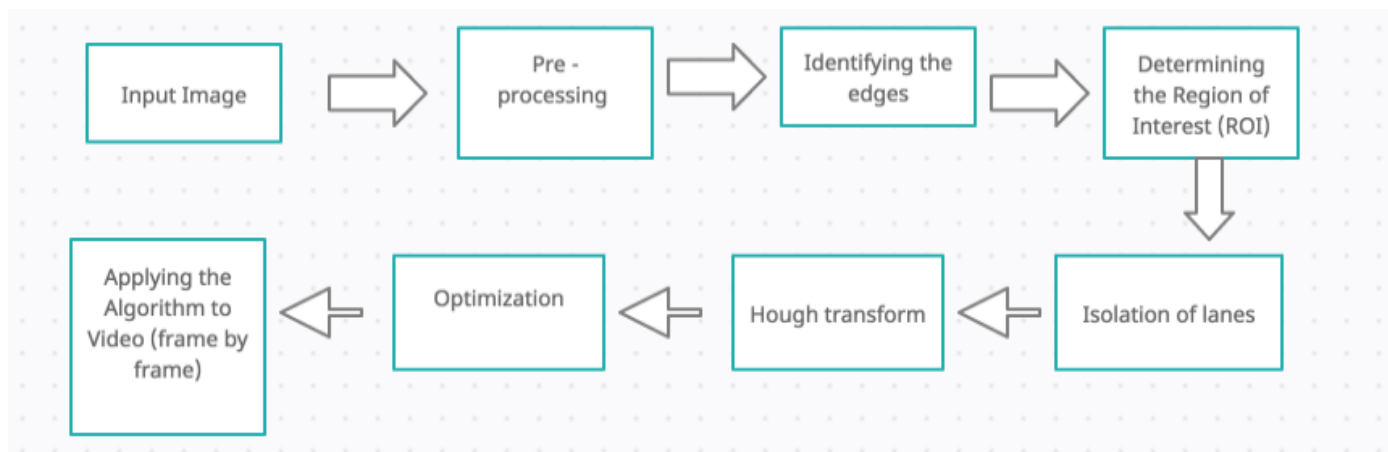 Input Image
Pre -
processing
Identifying the
edges
Determining
the Region of
Interest (ROI)
Isolation of lanes
Hough transform
Optimization
Applying the
Algorithm to
Video (frame by
frame)